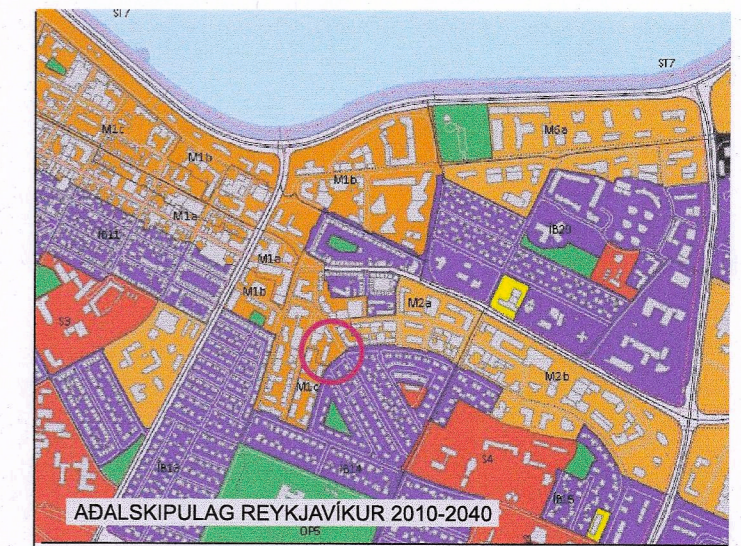 ST7
ST7
M1c
M6a
M1b
M1b
M1a
ÍB11
ÍB20
M1a
M1b
M2a
S3
M2b
M1c
S4
ÍB13
ÍB14
ÍB15
AÐALSKIPULAG REYKJAVÍKUR 2010-2040
OP5